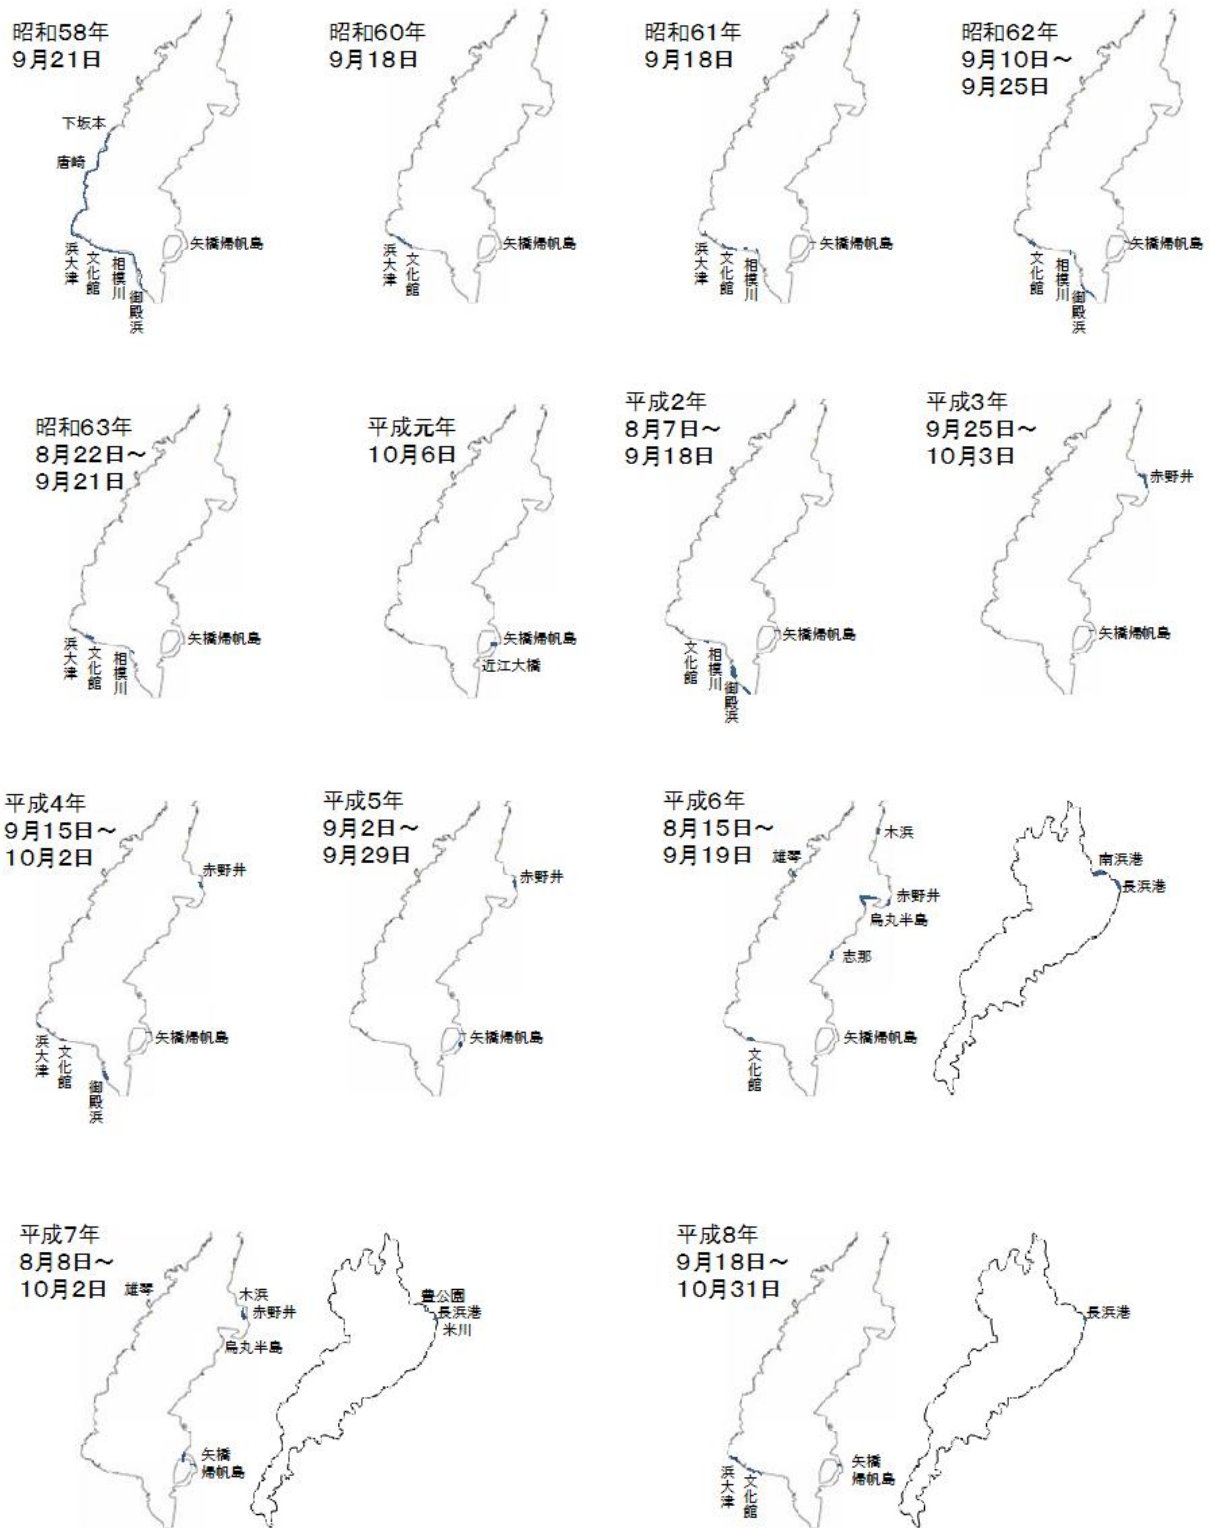 昭和58年
9月21日
下坂本
唐崎
矢橋帰帆島
浜大津
文化館
相模川
御殿浜
昭和60年
9月18日
矢橋帰帆島
浜大津
文化館
昭和61年
9月18日
矢橋帰帆島
浜大津
文化館
相模川
昭和62年
9月10日～
9月25日
矢橋帰帆島
文化館
相模川
御殿浜
昭和63年
8月22日～
9月21日
矢橋帰帆島
浜大津
文化館
相模川
平成元年
10月6日
矢橋帰帆島
近江大橋
平成2年
8月7日～
9月18日
矢橋帰帆島
文化館
相模川
御殿浜
平成3年
9月25日～
10月3日
赤野井
矢橋帰帆島
平成4年
9月15日～
10月2日
赤野井
矢橋帰帆島
浜大津
文化館
御殿浜
平成5年
9月2日～
9月29日
赤野井
矢橋帰帆島
平成6年
8月15日～
9月19日
雄琴
木浜
赤野井
烏丸半島
志那
矢橋帰帆島
文化館
南浜港
長浜港
平成7年
8月8日～
10月2日
雄琴
木浜
赤野井
烏丸半島
矢橋
帰帆島
豊公園
長浜港
米川
平成8年
9月18日～
10月31日
矢橋
帰帆島
浜大津
文化館
長浜港